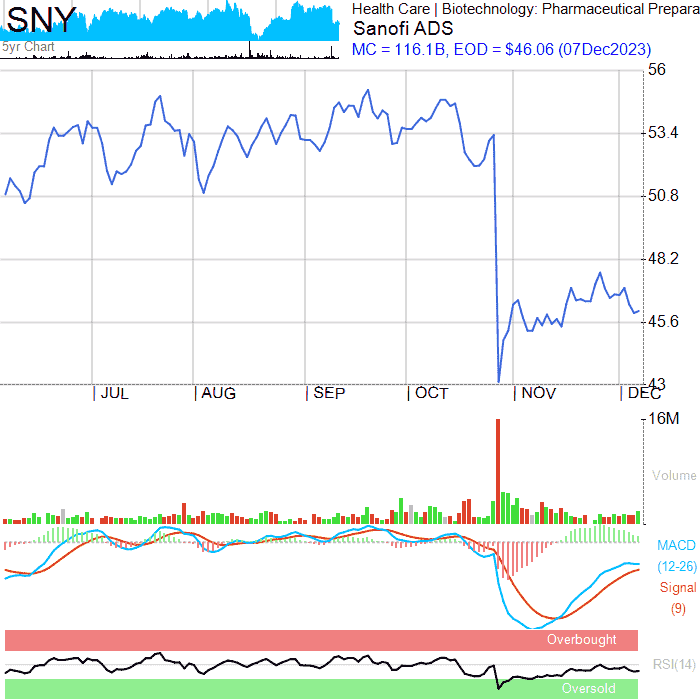 SNY
5yr Chart
Health Care | Biotechnology: Pharmaceutical Prepara
Sanofi ADS
MC = 116.1B, EOD = $46.06 (07Dec2023)
56
53.4
50.8
48.2
45.6
43
JUL AUG SEP OCT NOV DEC
16M
Volume
MACD
(12-26)
Signal
(9)
Overbought
RSI(14)
Oversold